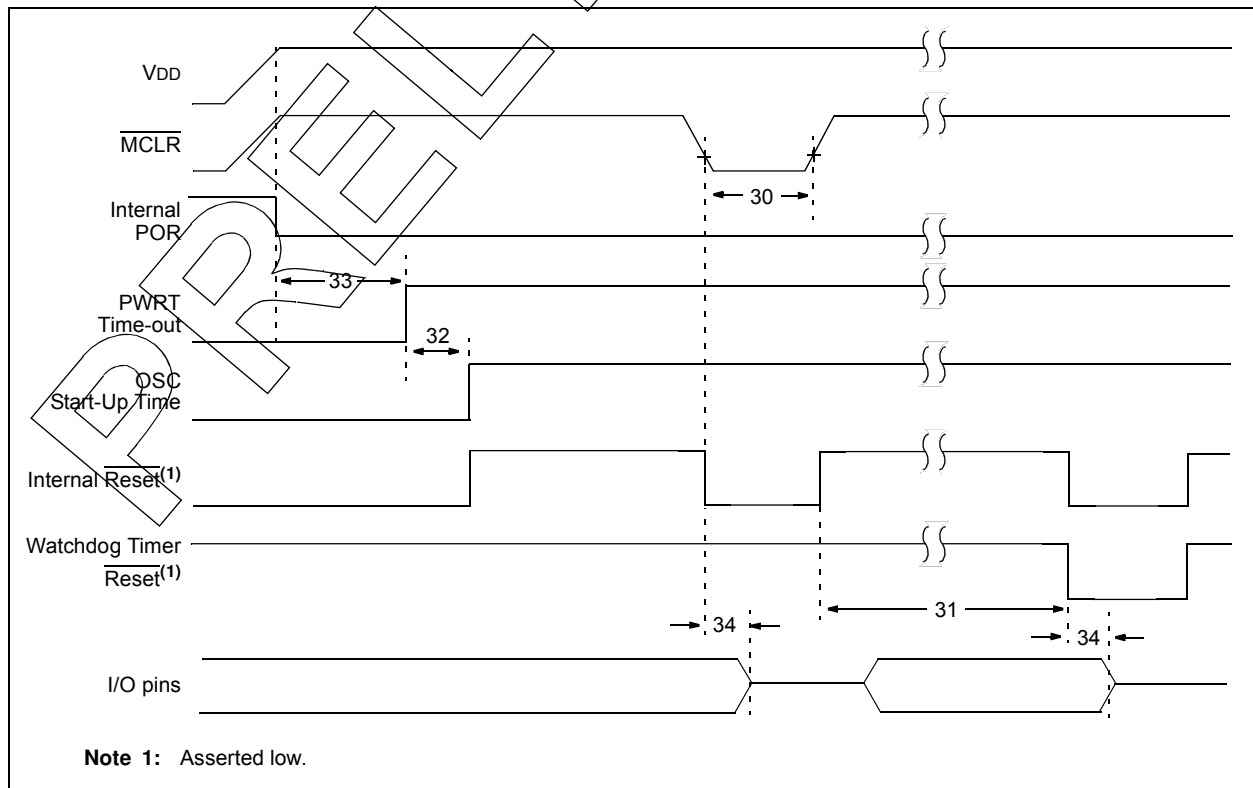 VDD
MCLR
30
Internal
POR
33
PWRT
Time-out
32
OSC
Start-Up Time
Internal Reset(1)
Watchdog Timer
Reset(1)
31
34
34
I/O pins
Note 1: Asserted low.
PREL